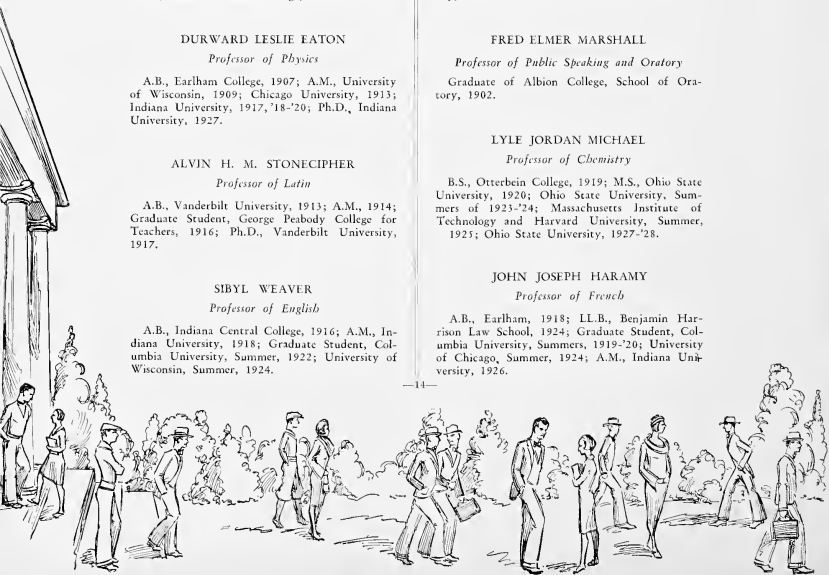 DURWARD LESLIE EATON
Professor of Physics
A.B., Earlham College, 1907; A.M., University
of Wisconsin, 1909; Chicago University, 1913;
Indiana University, 1917, '18-'20; Ph.D., Indiana
University, 1927.
ALVIN H. M. STONECIPHER
Professor of Latin
A.B., Vanderbilt University, 1913; A.M., 1914;
Graduate Student, George Peabody College for
Teachers, 1916; Ph.D., Vanderbilt University,
1917.
SIBYL WEAVER
Professor of English
A.B., Indiana Central College, 1916; A.M., In-
diana University, 1918; Graduate Student, Col-
umbia University, Summer, 1922; University of
Wisconsin, Summer, 1924.
FRED ELMER MARSHALL
Professor of Public Speaking and Oratory
Graduate of Albion College, School of Ora-
tory, 1902.
LYLE JORDAN MICHAEL
Professor of Chemistry
B.S., Otterbein College, 1919; M.S., Ohio State
University, 1920; Ohio State University, Sum-
mers of 1923-'24; Massachusetts Institute of
Technology and Harvard University, Summer,
1925; Ohio State University, 1927-'28.
JOHN JOSEPH HARAMY
Professor of French
A.B., Earlham, 1918; LL.B., Benjamin Har-
rison Law School, 1924; Graduate Student, Col-
umbia University, Summers, 1919-'20; University
of Chicago, Summer, 1924; A.M., Indiana Uni-
versity, 1926.
—14—